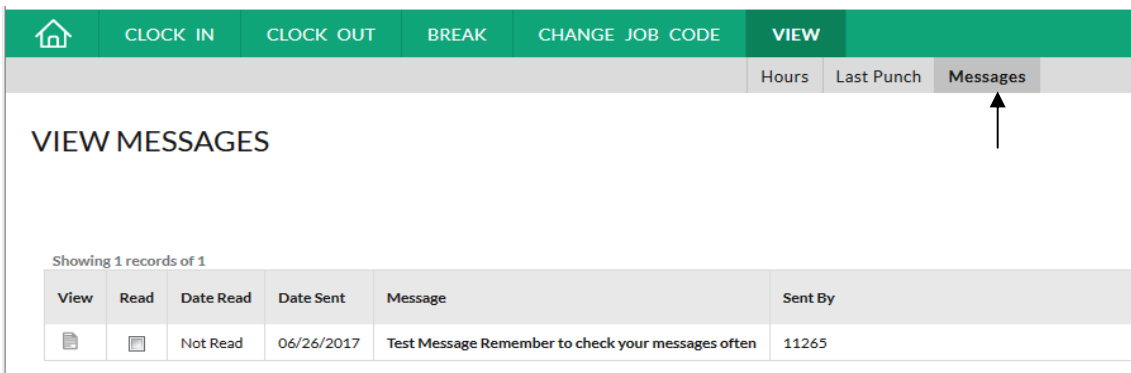 CLOCK IN CLOCK OUT BREAK CHANGE JOB CODE VIEW
Hours Last Punch Messages
VIEW MESSAGES
Showing 1 records of 1
View Read Date Read Date Sent Message Sent By
Not Read 06/26/2017 Test Message Remember to check your messages often 11265